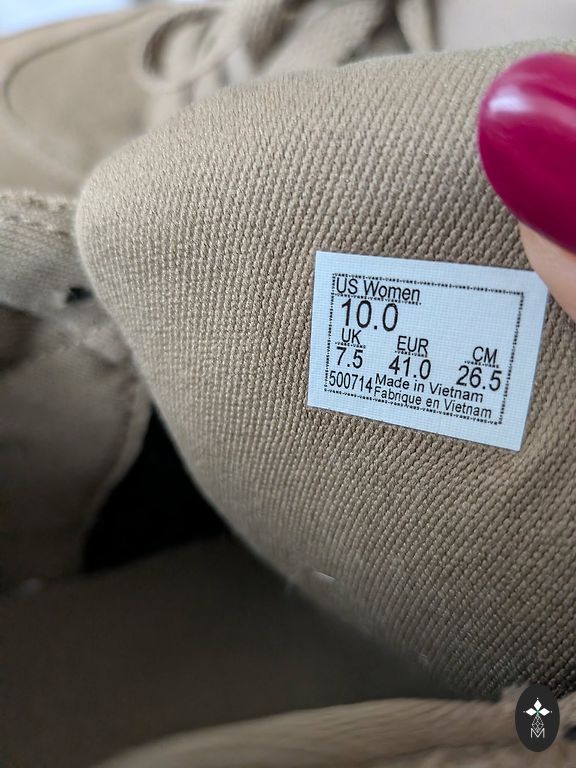 US Women
10.0
UK EUR CM
7.5 41.0 26.5
500714 Made in Vietnam
Fabrique en Vietnam
M